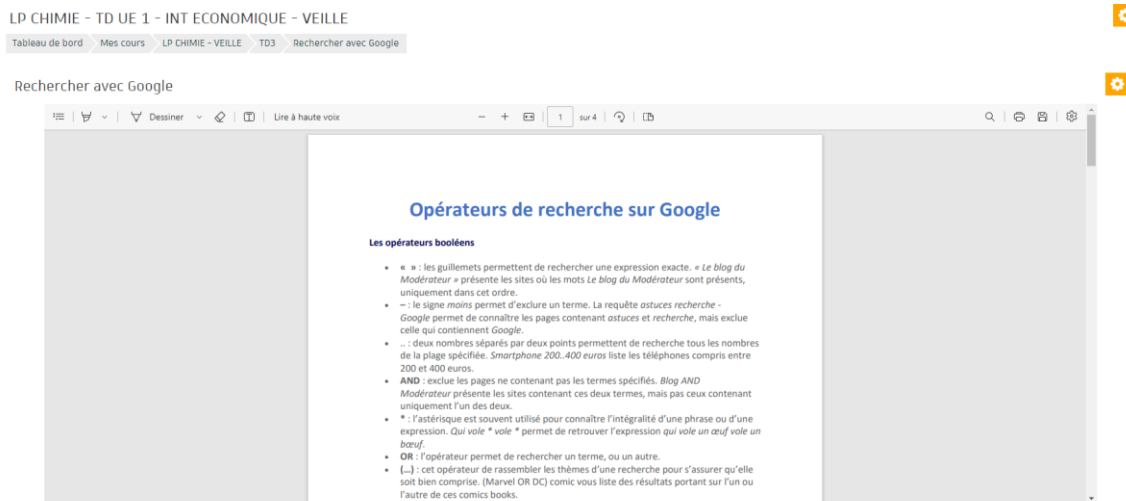 LP CHIMIE - TD UE 1 - INT ECONOMIQUE - VEILLE
Tableau de bord Mes cours LP CHIMIE - VEILLE TD3 Rechercher avec Google
Rechercher avec Google
Dessiner Lire à haute voix 1 sur 4
Opérateurs de recherche sur Google
Les opérateurs booléens
• « » : les guillemets permettent de rechercher une expression exacte. « Le blog du
Modérateur » présente les sites où les mots Le blog du Modérateur sont présents,
uniquement dans cet ordre.
• – : le signe moins permet d'exclure un terme. La requête astuces recherche -
Google permet de connaître les pages contenant astuces et recherche, mais exclue
celle qui contiennent Google.
• .. : deux nombres séparés par deux points permettent de recherche tous les nombres
de la plage spécifiée. Smartphone 200..400 euros liste les téléphones compris entre
200 et 400 euros.
• AND : exclue les pages ne contenant pas les termes spécifiés. Blog AND
Modérateur présente les sites contenant ces deux termes, mais pas ceux contenant
uniquement l'un des deux.
• * : l'astérisque est souvent utilisé pour connaître l'intégralité d'une phrase ou d'une
expression. Qui vole * vole * permet de retrouver l'expression qui vole un œuf vole un
bœuf.
• OR : l'opérateur permet de rechercher un terme, ou un autre.
• (…) : cet opérateur de rassembler les thèmes d'une recherche pour s'assurer qu'elle
soit bien comprise. (Marvel OR DC) comic vous liste des résultats portant sur l'un ou
l'autre de ces comics books.